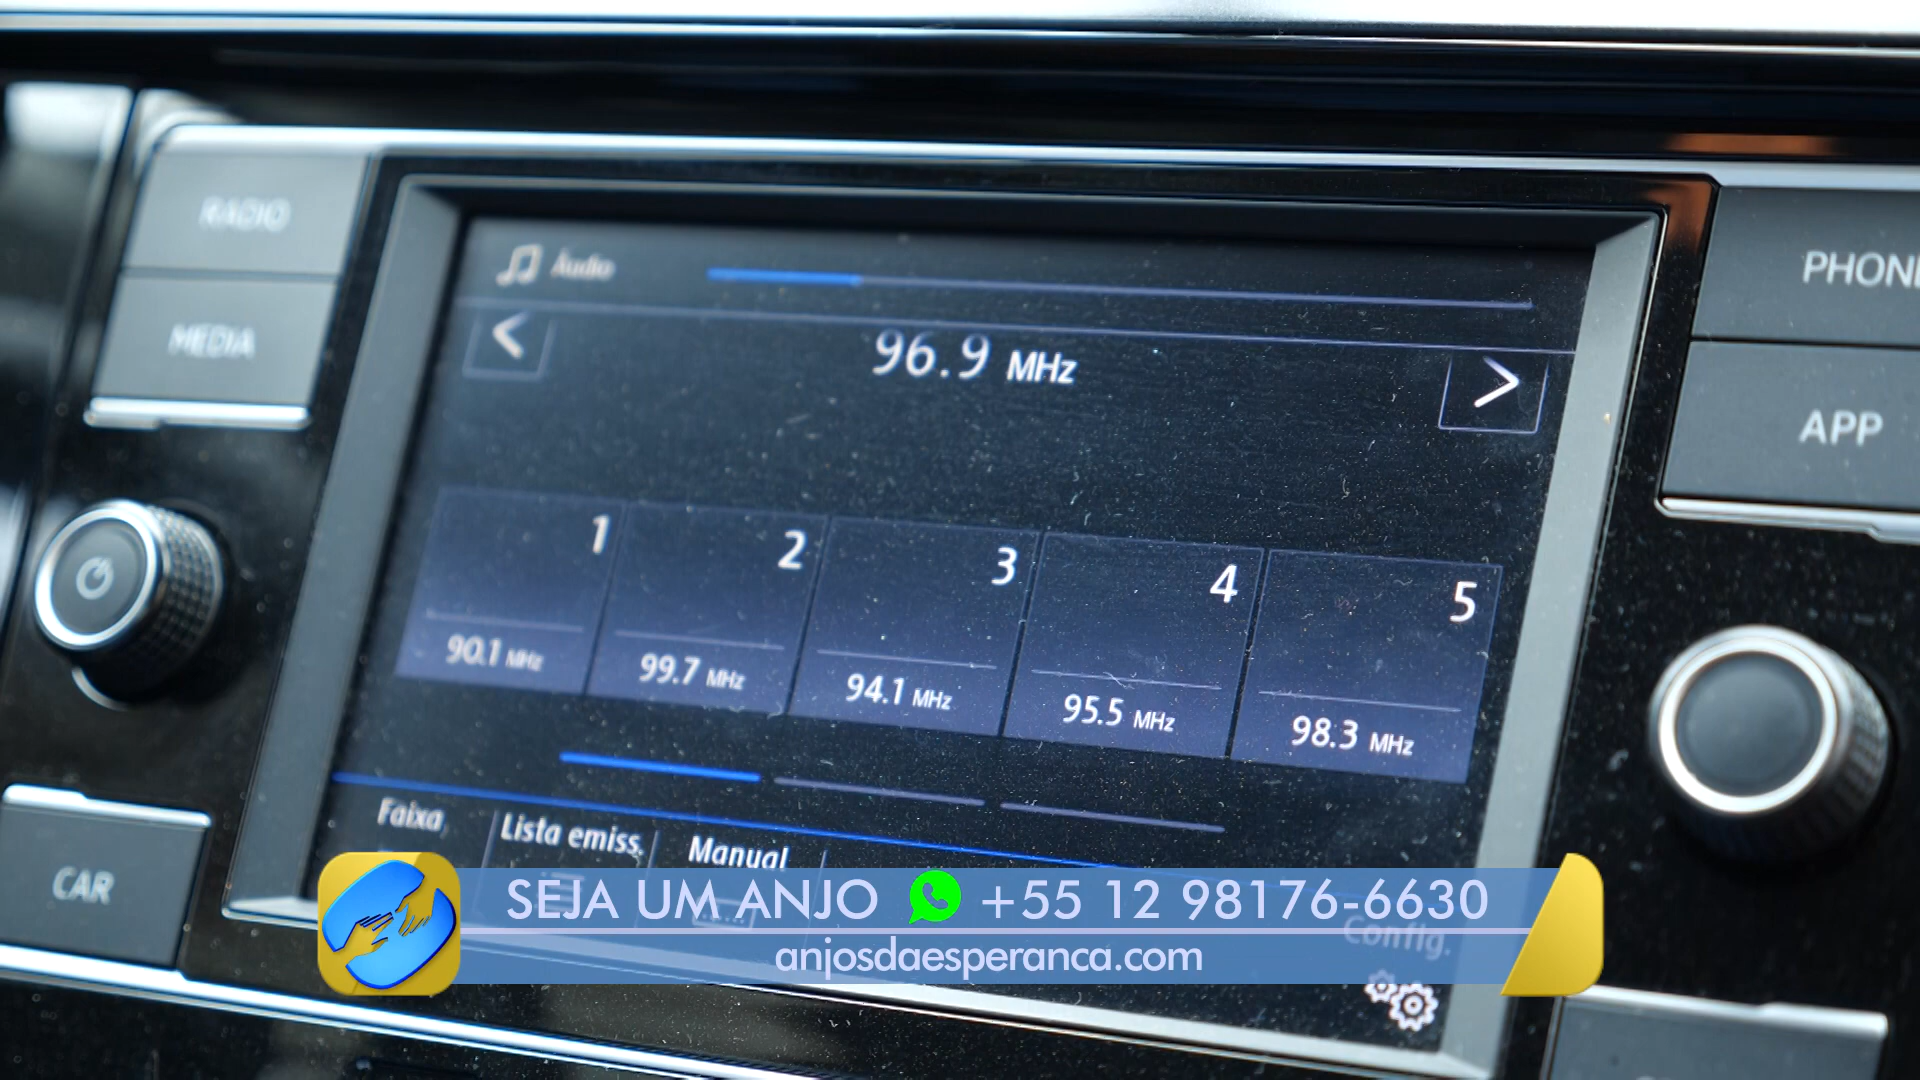 RADIO
MEDIA
Áudio
96.9 MHz
PHON
APP
1
2
3
4
5
90.1 MHz
99.7 MHz
94.1 MHz
95.5 MHz
98.3 MHz
Faixa
Lista emiss.
Manual
Config.
CAR
SEJA UM ANJO +55 12 98176-6630
anjosdaesperanca.com